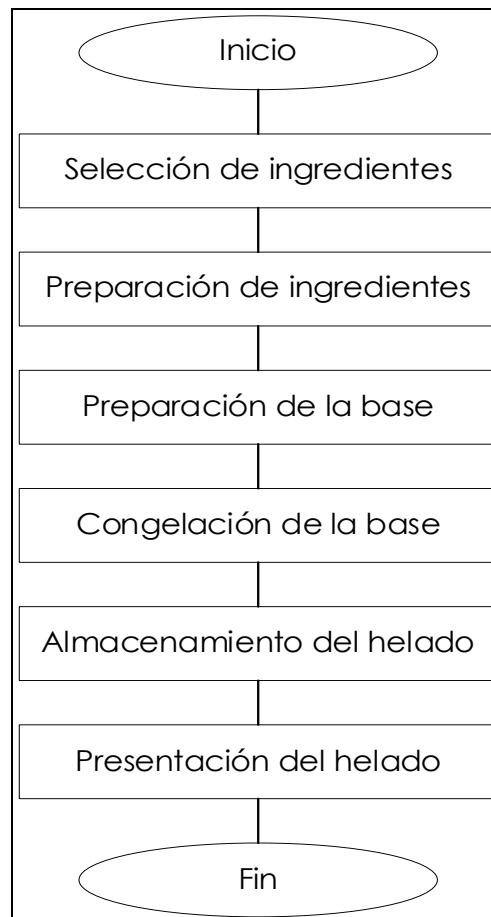 Inicio
Selección de ingredientes
Preparación de ingredientes
Preparación de la base
Congelación de la base
Almacenamiento del helado
Presentación del helado
Fin